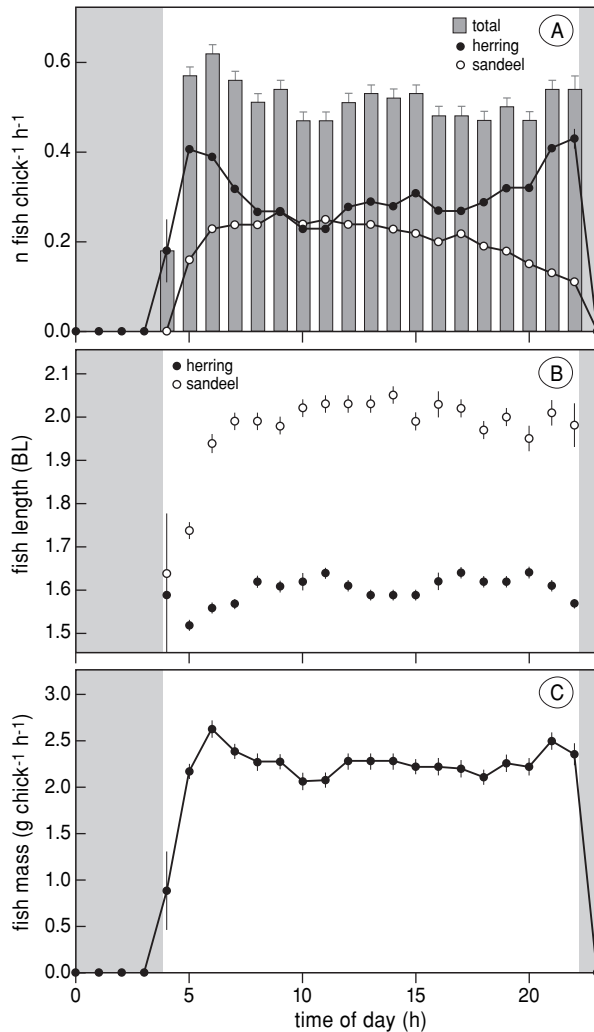 A
total
herring
sandeel
0.6
0.4
0.2
0.0
n fish chick-1 h-1
B
herring
sandeel
2.1
2.0
1.9
1.8
1.7
1.6
1.5
fish length (BL)
C
3.0
2.5
2.0
1.5
1.0
0.5
0.0
fish mass (g chick-1 h-1)
0 5 10 15 20
time of day (h)